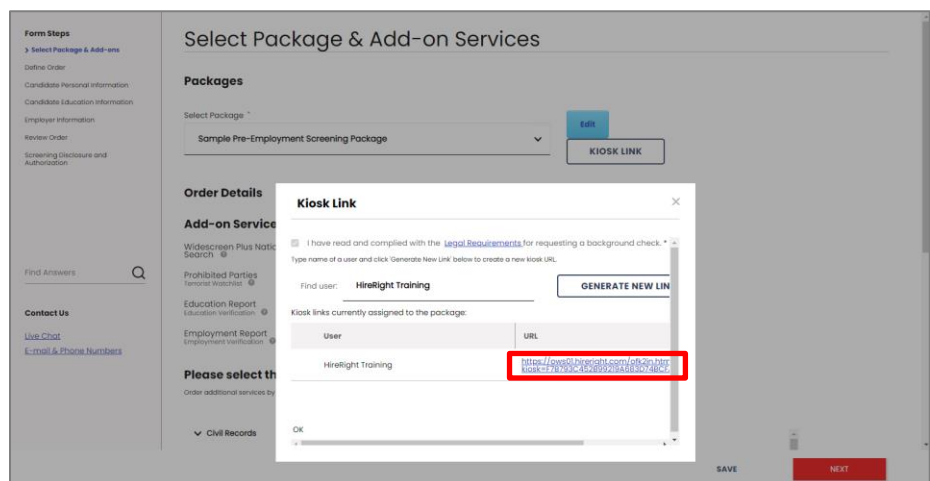 Form Steps
Select Package & Add-ons
Define Order
Candidate Personal Information
Candidate Education Information
Employer Information
Review Order
Screening Disclosure and
Authorization
Find Answers
Contact Us
Live Chat
E-mail & Phone Numbers
Select Package & Add-on Services
Packages
Select Package *
Sample Pre-Employment Screening Package
Edit
KIOSK LINK
Order Details
Add-on Service
Widescreen Plus Natio
Search
Prohibited Parties
Terrorist Watchlist
Education Report
Education Verification
Employment Report
Employment Verification
Please select th
Order additional services by
Civil Records
Kiosk Link
I have read and complied with the Legal Requirements for requesting a background check. *
Type name of a user and click 'Generate New Link' below to create a new kiosk URL.
Find user: HireRight Training
GENERATE NEW LIN
Kiosk links currently assigned to the package:
User URL
HireRight Training
https://ows01.hireright.com/ofk2in.htm
OK
SAVE
NEXT